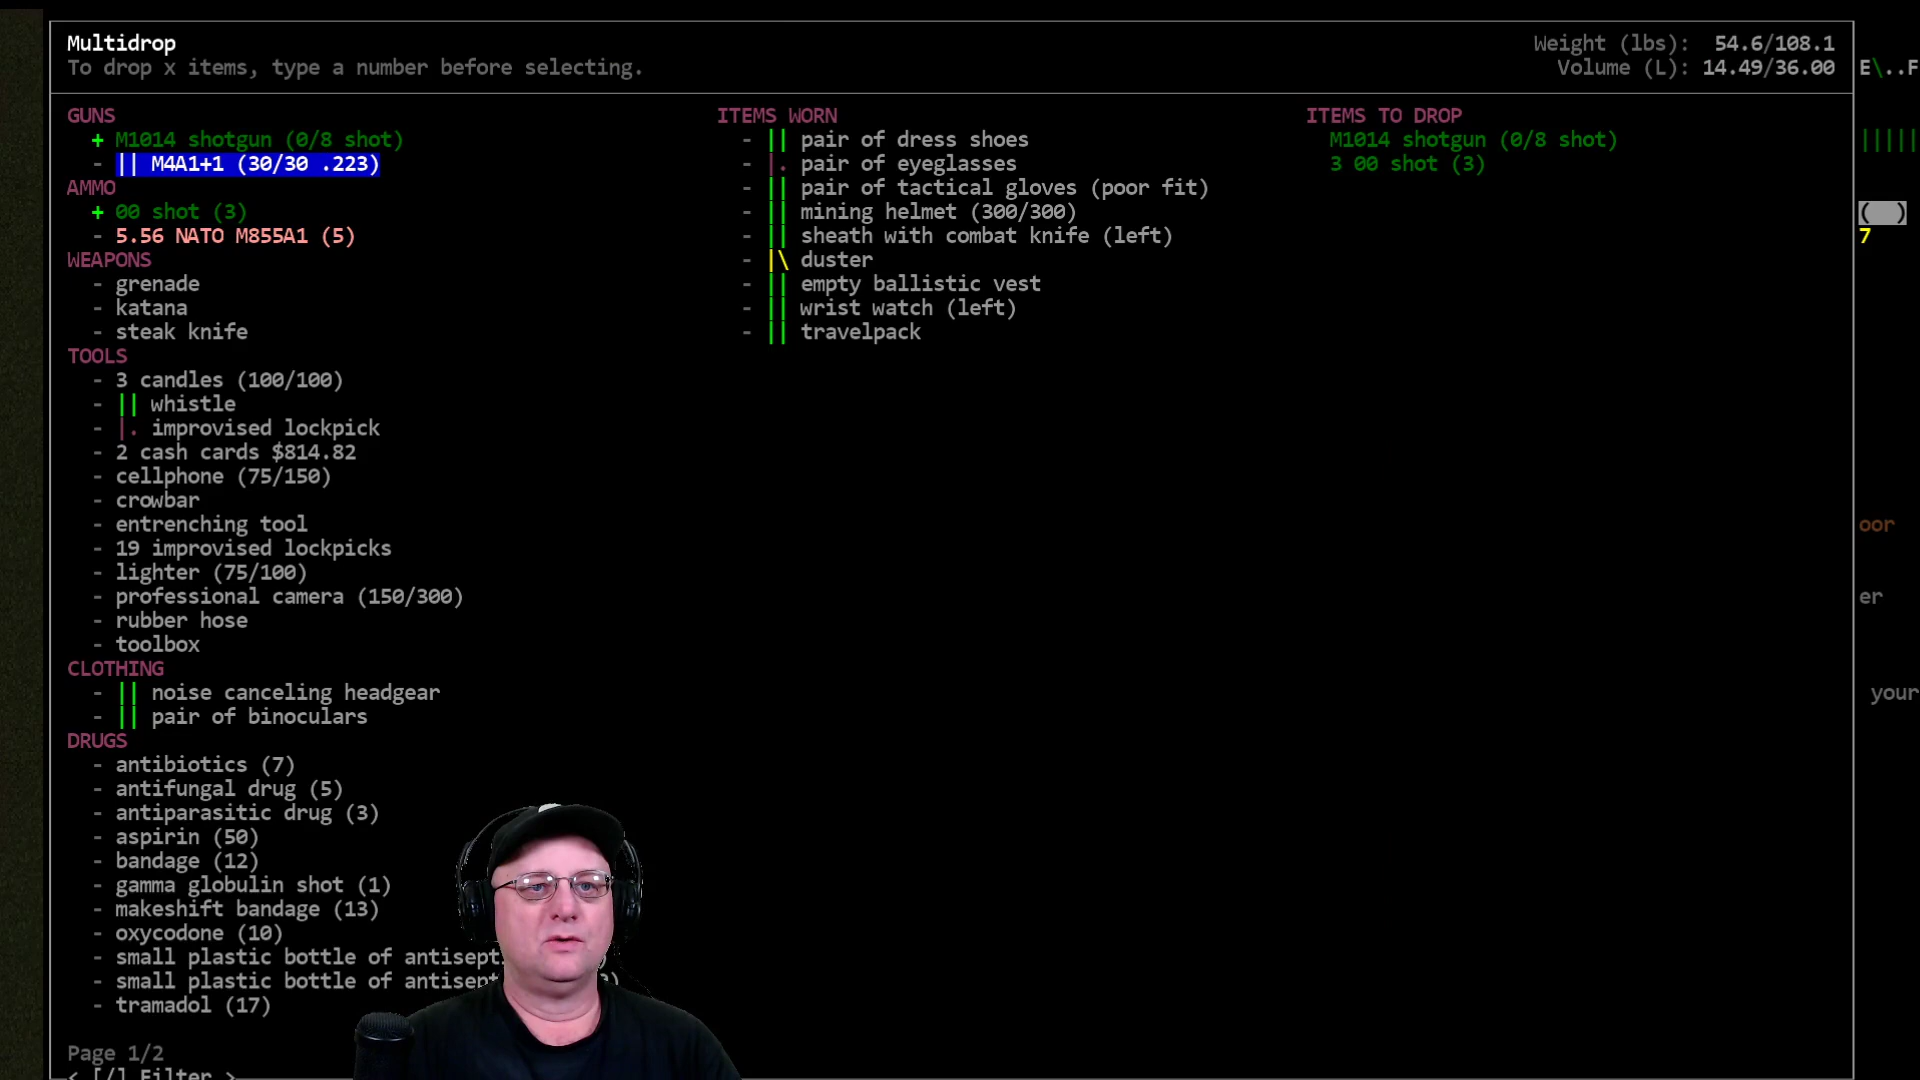 Multidrop
To drop x items, type a number before selecting.
Weight (lbs): 54.6/108.1
Volume (L): 14.49/36.00
E\..F
GUNS
+ M1014 shotgun (0/8 shot)
- || M4A1+1 (30/30 .223)
AMMO
+ 00 shot (3)
- 5.56 NATO M855A1 (5)
WEAPONS
- grenade
- katana
- steak knife
TOOLS
- 3 candles (100/100)
- || whistle
- |. improvised lockpick
- 2 cash cards $814.82
- cellphone (75/150)
- crowbar
- entrenching tool
- 19 improvised lockpicks
- lighter (75/100)
- professional camera (150/300)
- rubber hose
- toolbox
CLOTHING
- || noise canceling headgear
- || pair of binoculars
DRUGS
- antibiotics (7)
- antifungal drug (5)
- antiparasitic drug (3)
- aspirin (50)
- bandage (12)
- gamma globulin shot (1)
- makeshift bandage (13)
- oxycodone (10)
- small plastic bottle of antisept
- small plastic bottle of antisept
- tramadol (17)
Page 1/2
< [/] Filter >
ITEMS WORN
- || pair of dress shoes
- |. pair of eyeglasses
- || pair of tactical gloves (poor fit)
- || mining helmet (300/300)
- || sheath with combat knife (left)
- |\ duster
- || empty ballistic vest
- || wrist watch (left)
- || travelpack
ITEMS TO DROP
M1014 shotgun (0/8 shot)
3 00 shot (3)
|||||
( )
7
oor
er
your